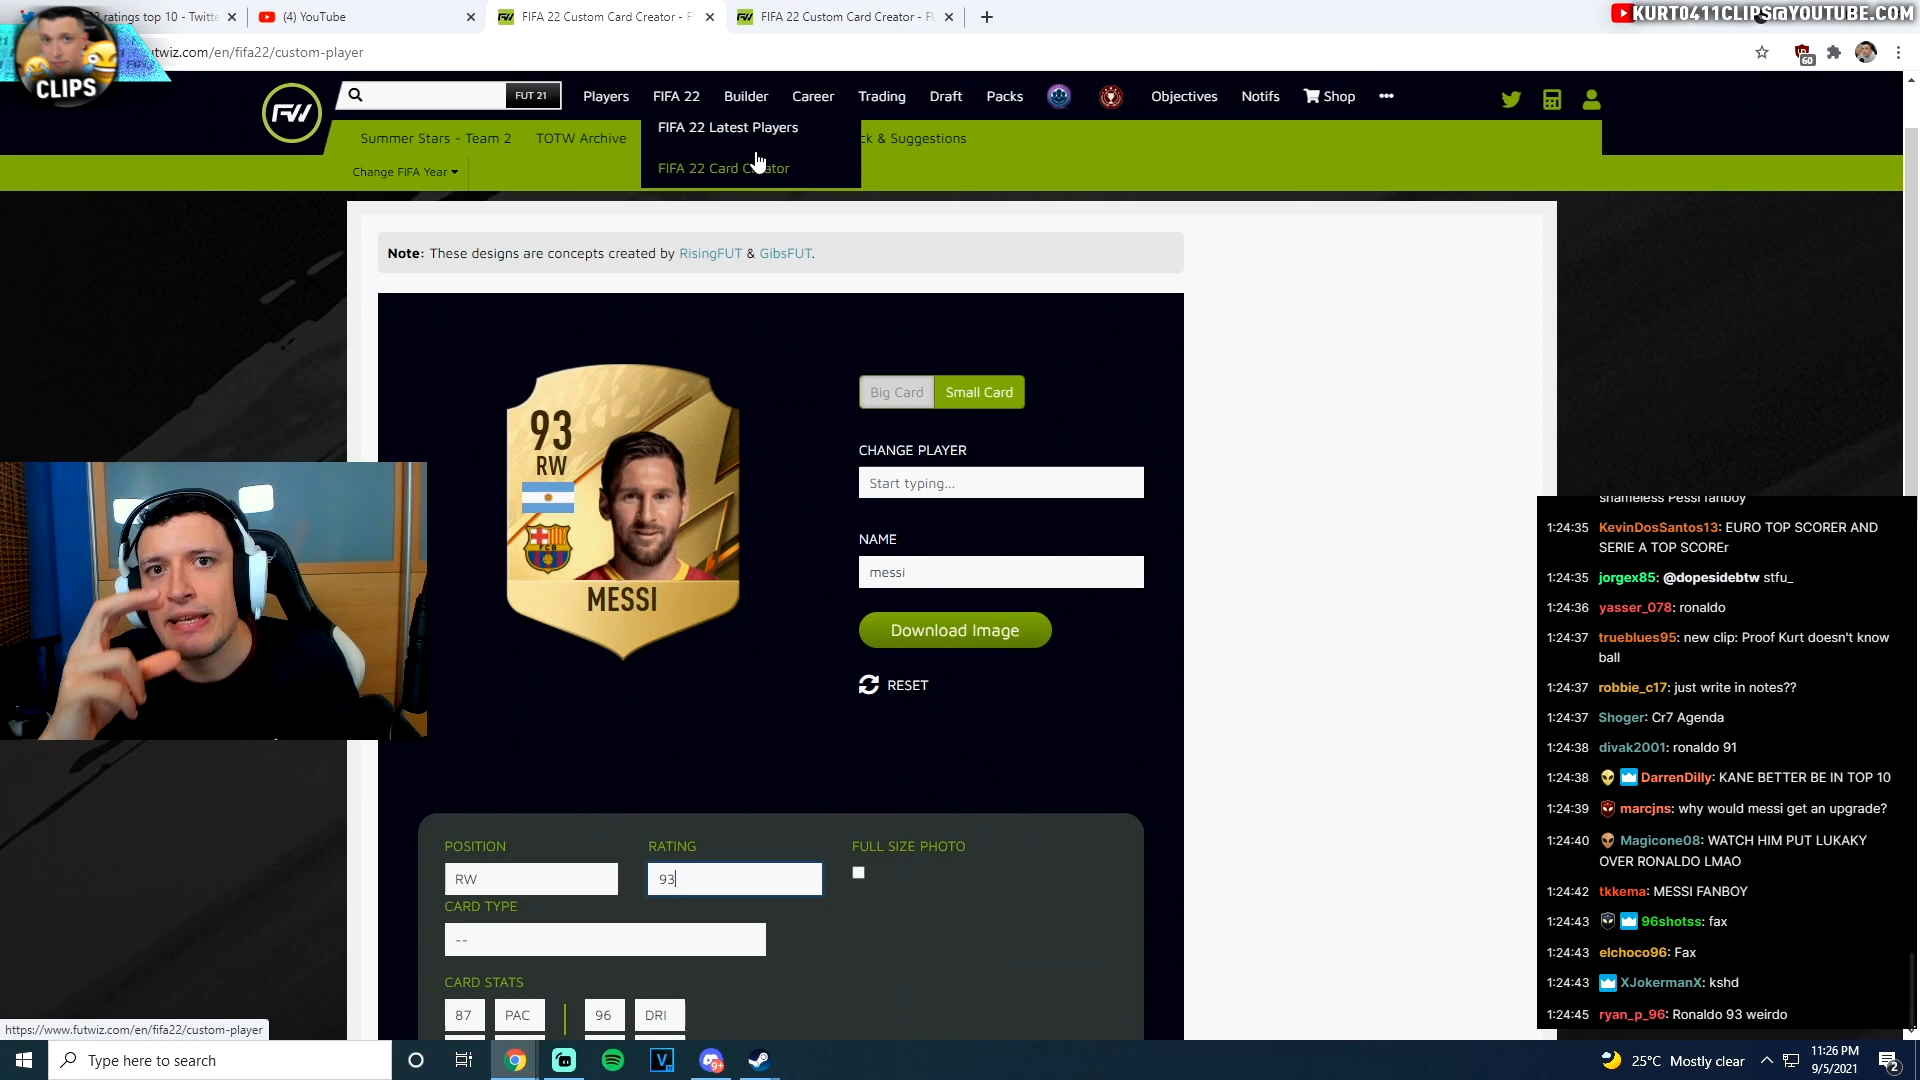 ratings top 10 - Twitte
(4) YouTube
FIFA 22 Custom Card Creator - F
FIFA 22 Custom Card Creator - FU
KURT0411CLIPS@YOUTUBE.COM
twiz.com/en/fifa22/custom-player
60
CLIPS
FW
FUT 21
Players
FIFA 22
Builder
Career
Trading
Draft
Packs
Objectives
Notifs
Shop
Summer Stars - Team 2
TOTW Archive
FIFA 22 Latest Players
ck & Suggestions
Change FIFA Year
FIFA 22 Card Creator
Note: These designs are concepts created by RisingFUT & GibsFUT.
93
RW
FCB
MESSI
Big Card
Small Card
CHANGE PLAYER
Start typing...
NAME
messi
Download Image
RESET
POSITION
RATING
FULL SIZE PHOTO
RW
93
CARD TYPE
--
CARD STATS
87
PAC
96
DRI
shameless Pessi fanboy
1:24:35 KevinDosSantos13: EURO TOP SCORER AND
SERIE A TOP SCOREr
1:24:35 jorgex85: @dopesidebtw stfu_
1:24:36 yasser_078: ronaldo
1:24:37 trueblues95: new clip: Proof Kurt doesn't know
ball
1:24:37 robbie_c17: just write in notes??
1:24:37 Shoger: Cr7 Agenda
1:24:38 divak2001: ronaldo 91
1:24:38 DarrenDilly: KANE BETTER BE IN TOP 10
1:24:39 marcjns: why would messi get an upgrade?
1:24:40 Magicone08: WATCH HIM PUT LUKAKY
OVER RONALDO LMAO
1:24:42 tkkema: MESSI FANBOY
1:24:43 96shotss: fax
1:24:43 elchoco96: Fax
1:24:43 XJokermanX: kshd
1:24:45 ryan_p_96: Ronaldo 93 weirdo
https://www.futwiz.com/en/fifa22/custom-player
Type here to search
V
9+
25°C Mostly clear
11:26 PM
9/5/2021
2